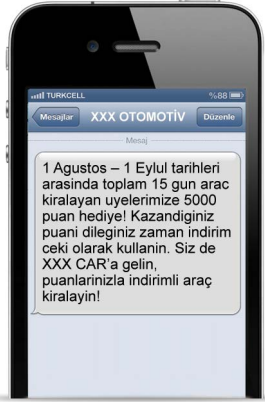 TURKCELL %88
Mesajlar XXX OTOMOTİV Düzenle
Mesaj
1 Agustos – 1 Eylul tarihleri
arasinda toplam 15 gun arac
kiralayan uyelerimize 5000
puan hediye! Kazandiginiz
puani dileginiz zaman indirim
ceki olarak kullanin. Siz de
XXX CAR'a gelin,
puanlarinizla indirimli araç
kiralayin!